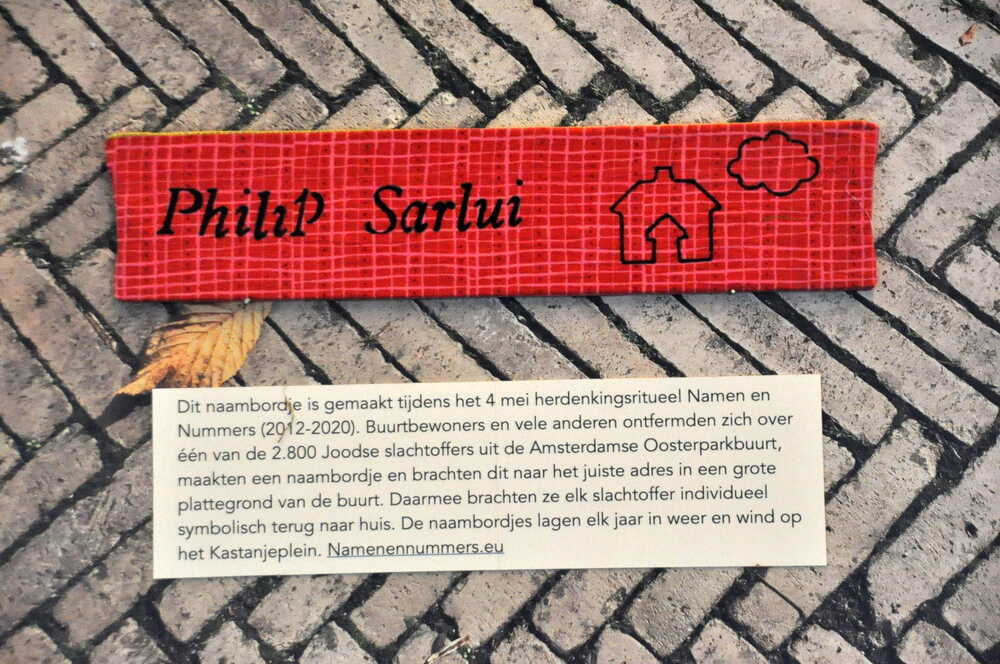 Philip Sarlui
Dit naambordje is gemaakt tijdens het 4 mei herdenkingsritueel Namen en
Nummers (2012-2020). Buurtbewoners en vele anderen ontfermden zich over
één van de 2.800 Joodse slachtoffers uit de Amsterdamse Oosterparkbuurt,
maakten een naambordje en brachten dit naar het juiste adres in een grote
plattegrond van de buurt. Daarmee brachten ze elk slachtoffer individueel
symbolisch terug naar huis. De naambordjes lagen elk jaar in weer en wind op
het Kastanjeplein. Namenennummers.eu